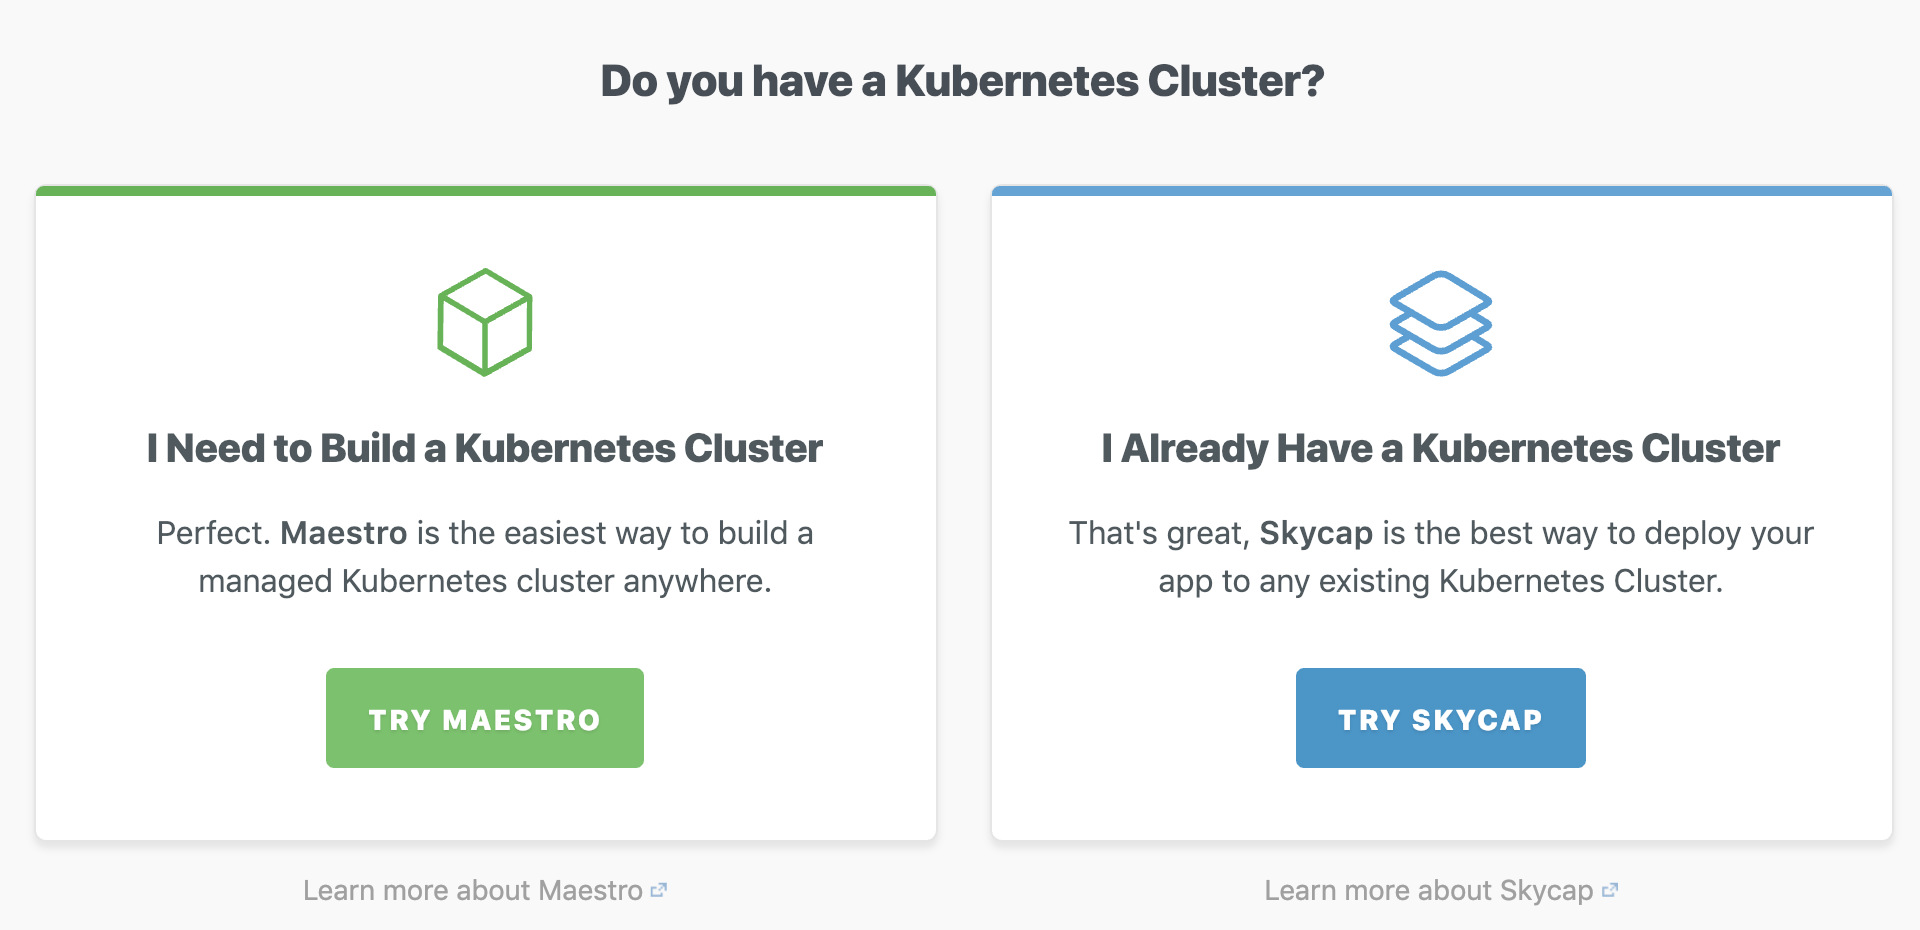 Do you have a Kubernetes Cluster?
I Need to Build a Kubernetes Cluster
Perfect. Maestro is the easiest way to build a
managed Kubernetes cluster anywhere.
TRY MAESTRO
Learn more about Maestro
I Already Have a Kubernetes Cluster
That's great, Skycap is the best way to deploy your
app to any existing Kubernetes Cluster.
TRY SKYCAP
Learn more about Skycap